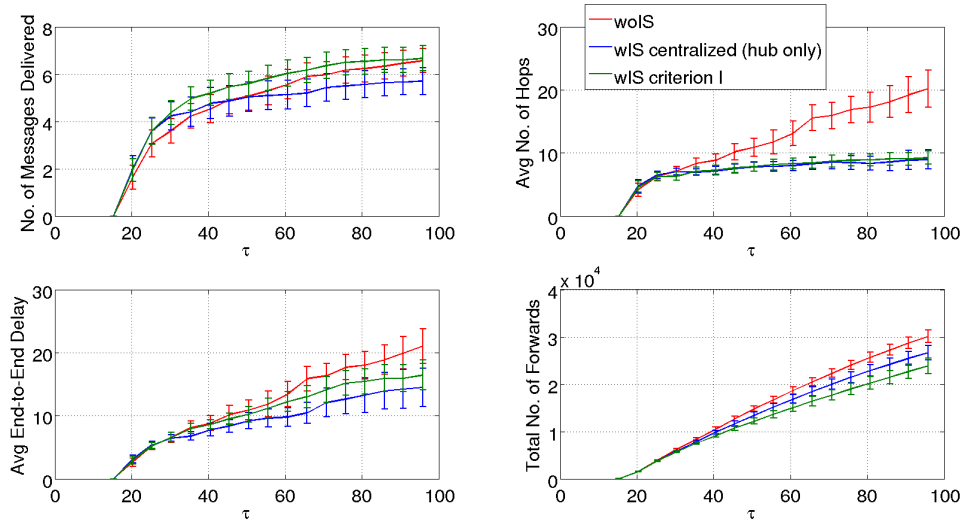 No. of Messages Delivered
8
6
4
2
0
0 20 40 60 80 100
τ
woIS
wIS centralized (hub only)
wIS criterion I
Avg No. of Hops
30
20
10
0
0 20 40 60 80 100
τ
Avg End-to-End Delay
30
20
10
0
0 20 40 60 80 100
τ
x 10^4
Total No. of Forwards
4
3
2
1
0
0 20 40 60 80 100
τ